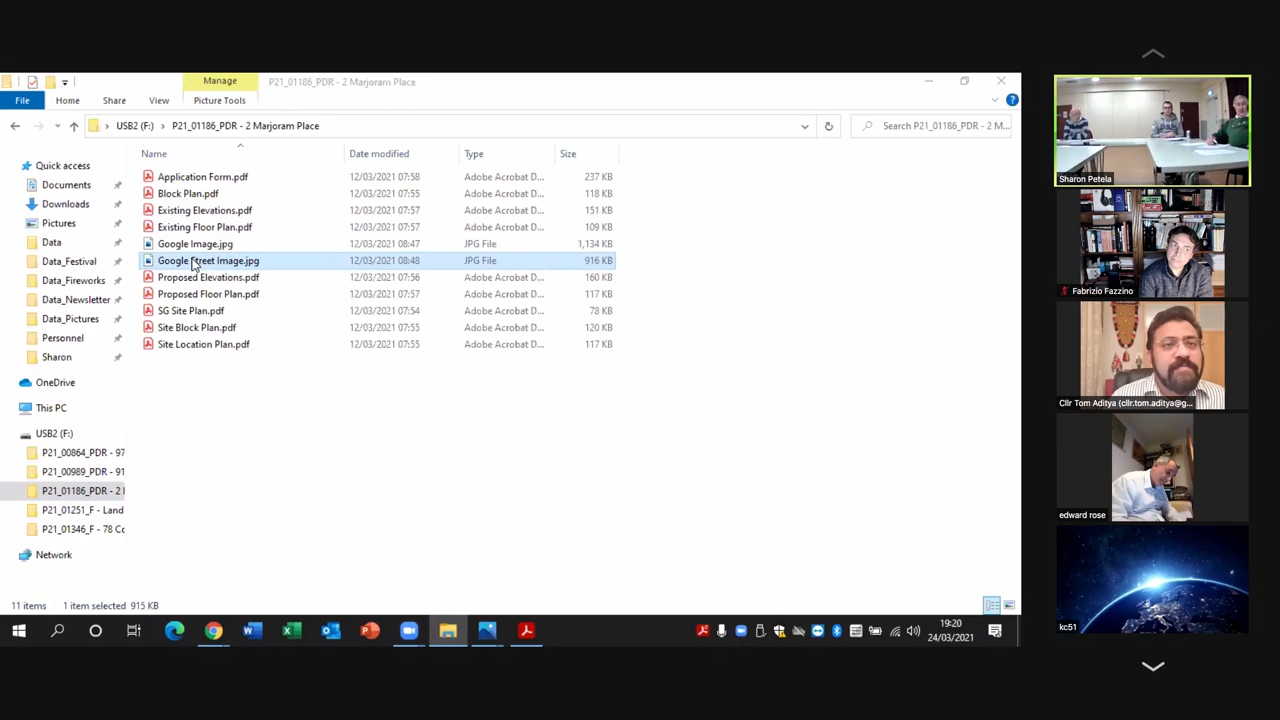 Manage
P21_01186_PDR - 2 Marjoram Place
File
Home
Share
View
Picture Tools
USB2 (F:)
P21_01186_PDR - 2 Marjoram Place
Search P21_01186_PDR - 2 M...
Quick access
Documents
Downloads
Pictures
Data
Data_Festival
Data_Fireworks
Data_Newsletter
Data_Pictures
Personnel
Sharon
OneDrive
This PC
USB2 (F:)
P21_00864_PDR - 97
P21_00989_PDR - 91
P21_01186_PDR - 2 I
P21_01251_F - Land
P21_01346_F - 78 Cc
Network
Name Date modified Type Size
Application Form.pdf 12/03/2021 07:58 Adobe Acrobat D... 237 KB
Block Plan.pdf 12/03/2021 07:55 Adobe Acrobat D... 118 KB
Existing Elevations.pdf 12/03/2021 07:57 Adobe Acrobat D... 151 KB
Existing Floor Plan.pdf 12/03/2021 07:57 Adobe Acrobat D... 109 KB
Google Image.jpg 12/03/2021 08:47 JPG File 1,134 KB
Google Street Image.jpg 12/03/2021 08:48 JPG File 916 KB
Proposed Elevations.pdf 12/03/2021 07:56 Adobe Acrobat D... 160 KB
Proposed Floor Plan.pdf 12/03/2021 07:57 Adobe Acrobat D... 117 KB
SG Site Plan.pdf 12/03/2021 07:54 Adobe Acrobat D... 78 KB
Site Block Plan.pdf 12/03/2021 07:55 Adobe Acrobat D... 120 KB
Site Location Plan.pdf 12/03/2021 07:55 Adobe Acrobat D... 117 KB
11 items 1 item selected 915 KB
19:20
24/03/2021
Sharon Petela
Fabrizio Fazzino
Cllr Tom Aditya (cllr.tom.aditya@g...
edward rose
kc51